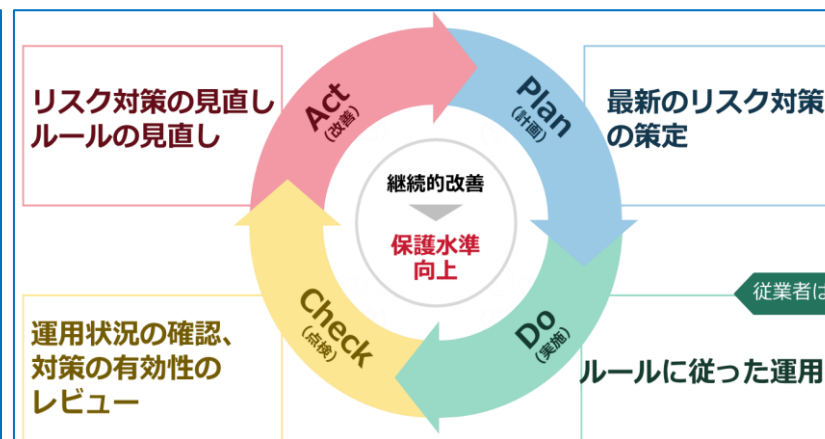 リスク対策の見直し
ルールの見直し
Act
(改善)
Plan
(計画)
最新のリスク対策
の策定
継続的改善
保護水準
向上
従業者は
Check
(点検)
Do
(実施)
運用状況の確認、
対策の有効性の
レビュー
ルールに従った運用